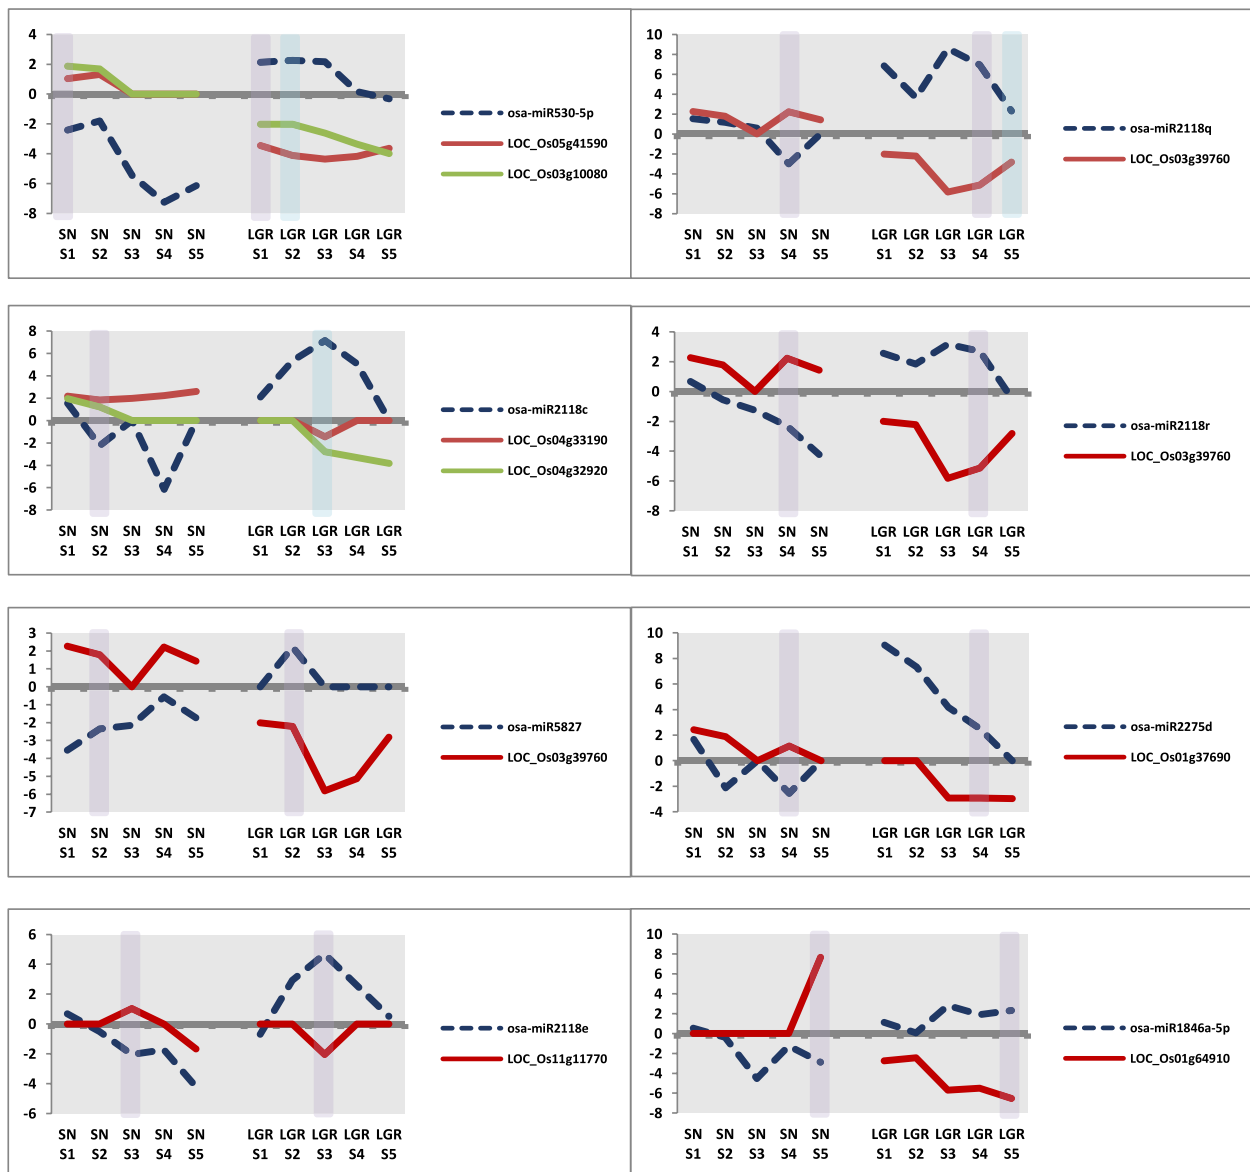 4
2
0
-2
-4
-6
-8
SN SN SN SN SN LGR LGR LGR LGR LGR
S1 S2 S3 S4 S5 S1 S2 S3 S4 S5
osa-miR530-5p
LOC_Os05g41590
LOC_Os03g10080
10
8
6
4
2
0
-2
-4
-6
-8
SN SN SN SN SN LGR LGR LGR LGR LGR
S1 S2 S3 S4 S5 S1 S2 S3 S4 S5
osa-miR2118q
LOC_Os03g39760
8
6
4
2
0
-2
-4
-6
-8
SN SN SN SN SN LGR LGR LGR LGR LGR
S1 S2 S3 S4 S5 S1 S2 S3 S4 S5
osa-miR2118c
LOC_Os04g33190
LOC_Os04g32920
4
2
0
-2
-4
-6
-8
SN SN SN SN SN LGR LGR LGR LGR LGR
S1 S2 S3 S4 S5 S1 S2 S3 S4 S5
osa-miR2118r
LOC_Os03g39760
3
2
1
0
-1
-2
-3
-4
-5
-6
-7
SN SN SN SN SN LGR LGR LGR LGR LGR
S1 S2 S3 S4 S5 S1 S2 S3 S4 S5
osa-miR5827
LOC_Os03g39760
10
8
6
4
2
0
-2
-4
SN SN SN SN SN LGR LGR LGR LGR LGR
S1 S2 S3 S4 S5 S1 S2 S3 S4 S5
osa-miR2275d
LOC_Os01g37690
6
4
2
0
-2
-4
-6
SN SN SN SN SN LGR LGR LGR LGR LGR
S1 S2 S3 S4 S5 S1 S2 S3 S4 S5
osa-miR2118e
LOC_Os11g11770
10
8
6
4
2
0
-2
-4
-6
-8
SN SN SN SN SN LGR LGR LGR LGR LGR
S1 S2 S3 S4 S5 S1 S2 S3 S4 S5
osa-miR1846a-5p
LOC_Os01g64910